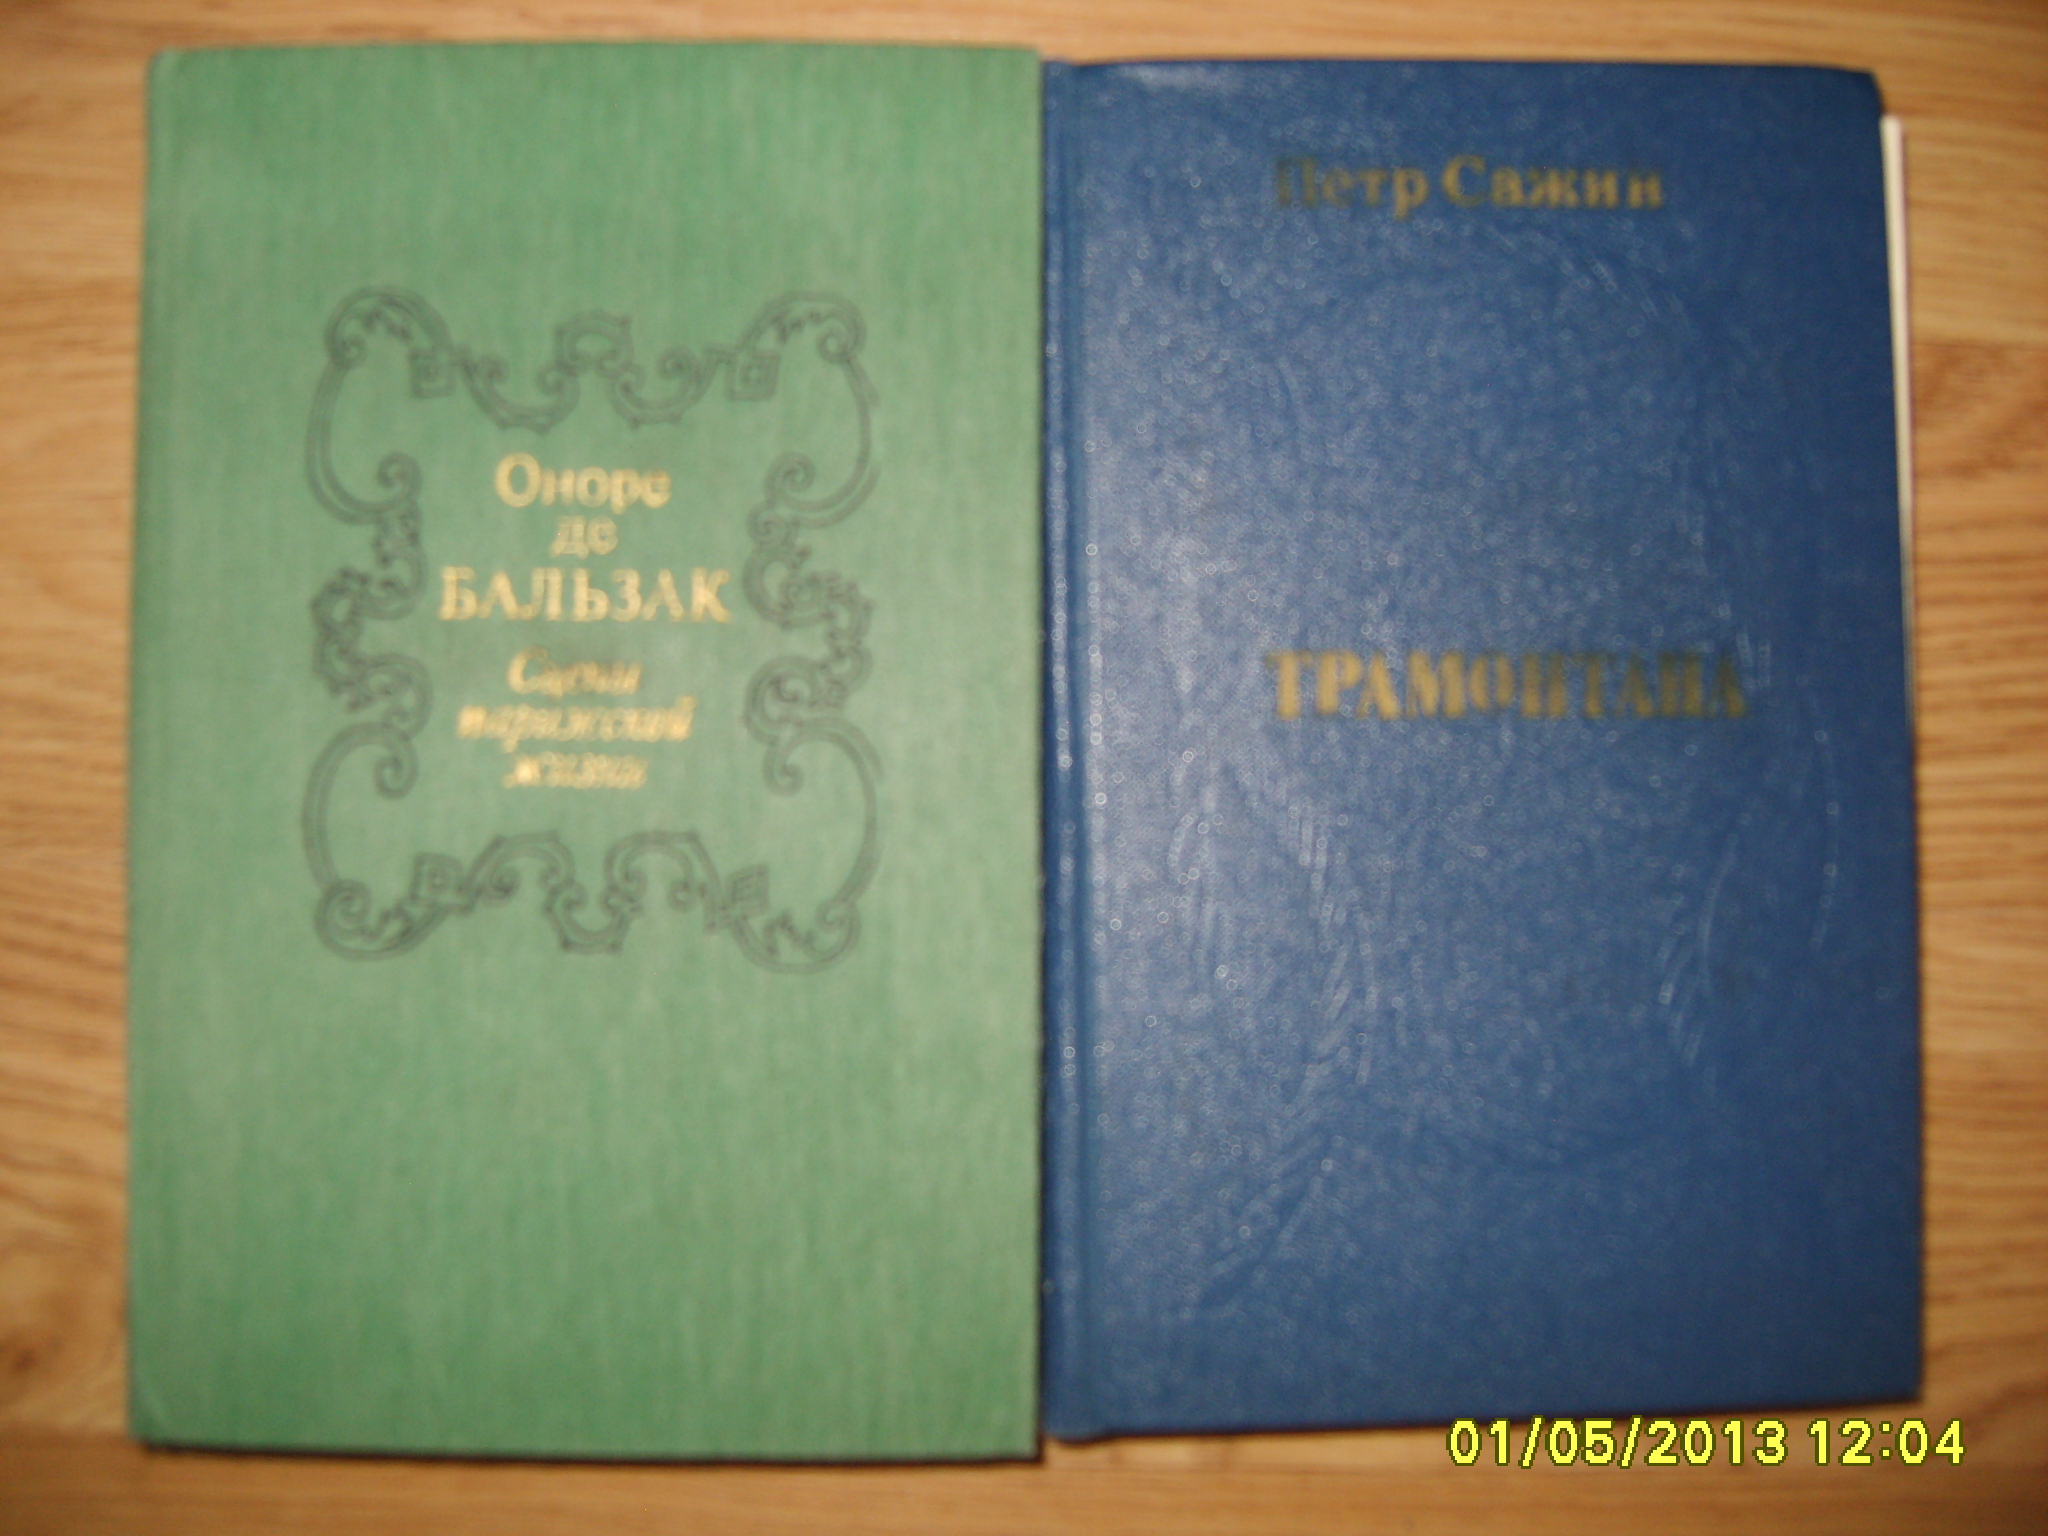 Оноре
де
БАЛЬЗАК
Сцены
парижской
жизни
Петр Сажин
ТРАМОНТАНА
01/05/2013 12:04